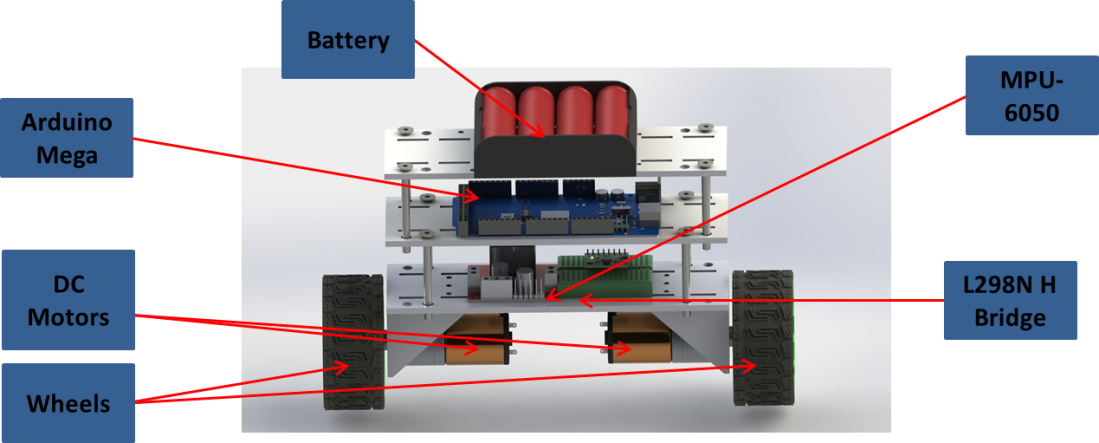 Battery
MPU-
6050
Arduino
Mega
DC
Motors
L298N H
Bridge
Wheels